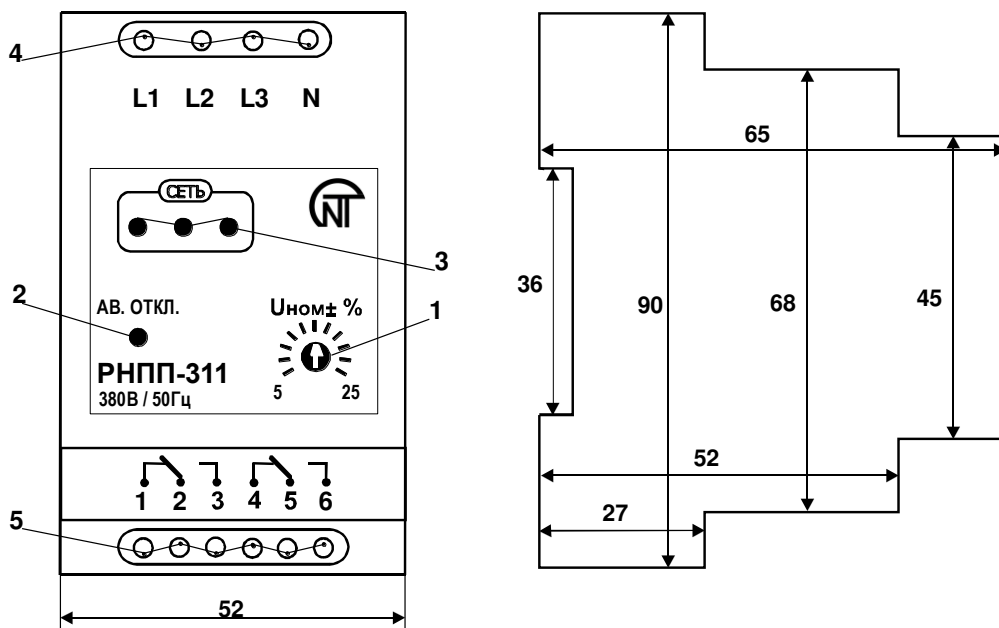 4
L1 L2 L3 N
СЕТЬ
NT
3
2
АВ. ОТКЛ.
Uном± %
1
РНПП-311
380В / 50Гц
5 25
1 2 3 4 5 6
5
52
65
36
90
68
45
52
27